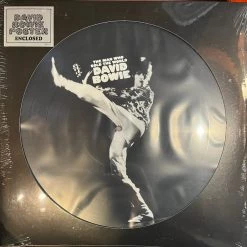 DAVID
BOWIE
POSTER
ENCLOSED
THE MAN WHO
SOLD THE WORLD
DAVID
BOWIE